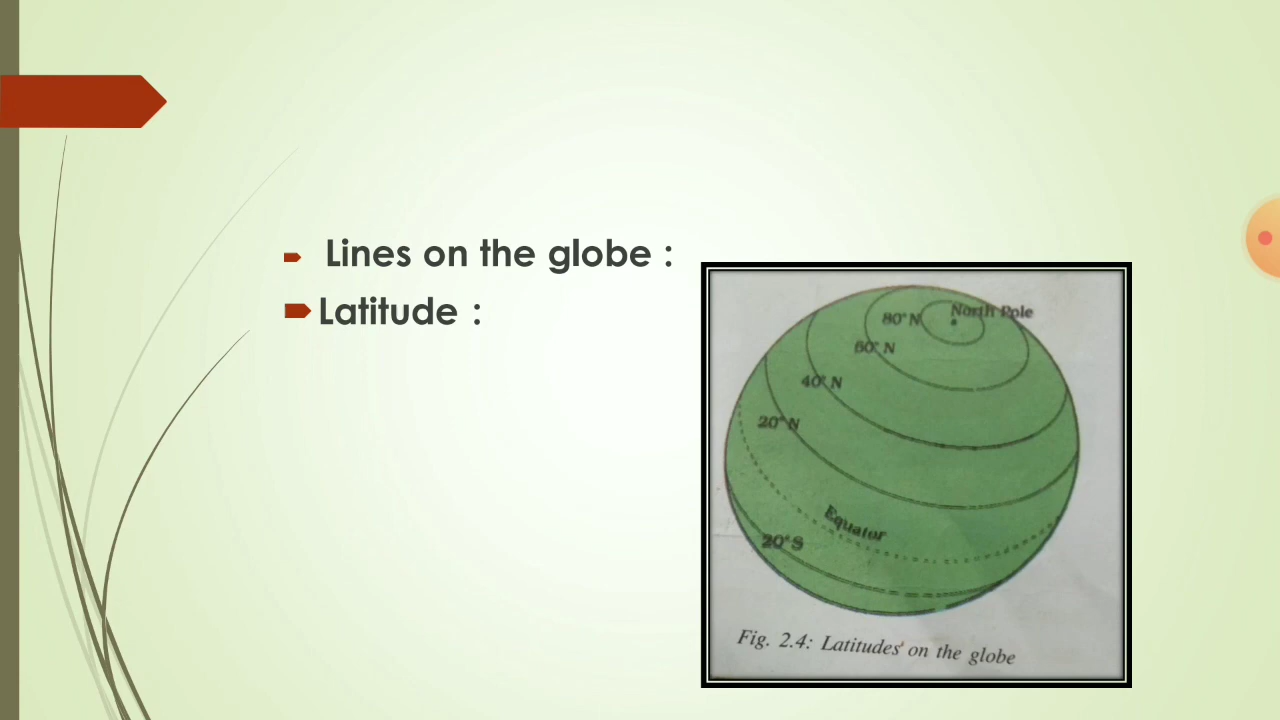 Lines on the globe :
Latitude :
North Pole
80° N
60° N
40° N
20° N
Equator
20° S
Fig. 2.4: Latitudes on the globe